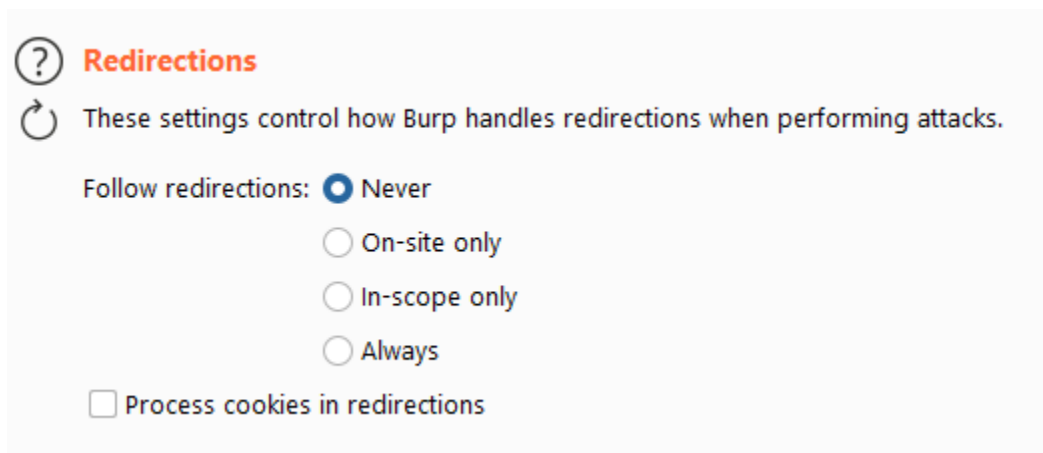 Redirections
These settings control how Burp handles redirections when performing attacks.
Follow redirections: Never
On-site only
In-scope only
Always
Process cookies in redirections